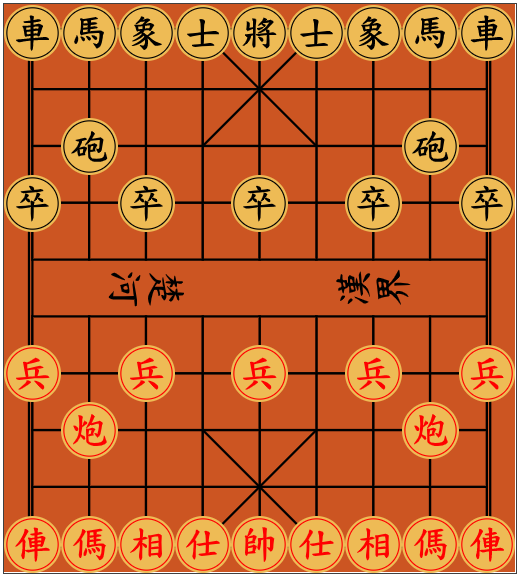 車馬象士將士象馬車
砲砲
卒卒卒卒卒
楚河 漢界
兵兵兵兵兵
炮炮
俥傌相仕帥仕相傌俥